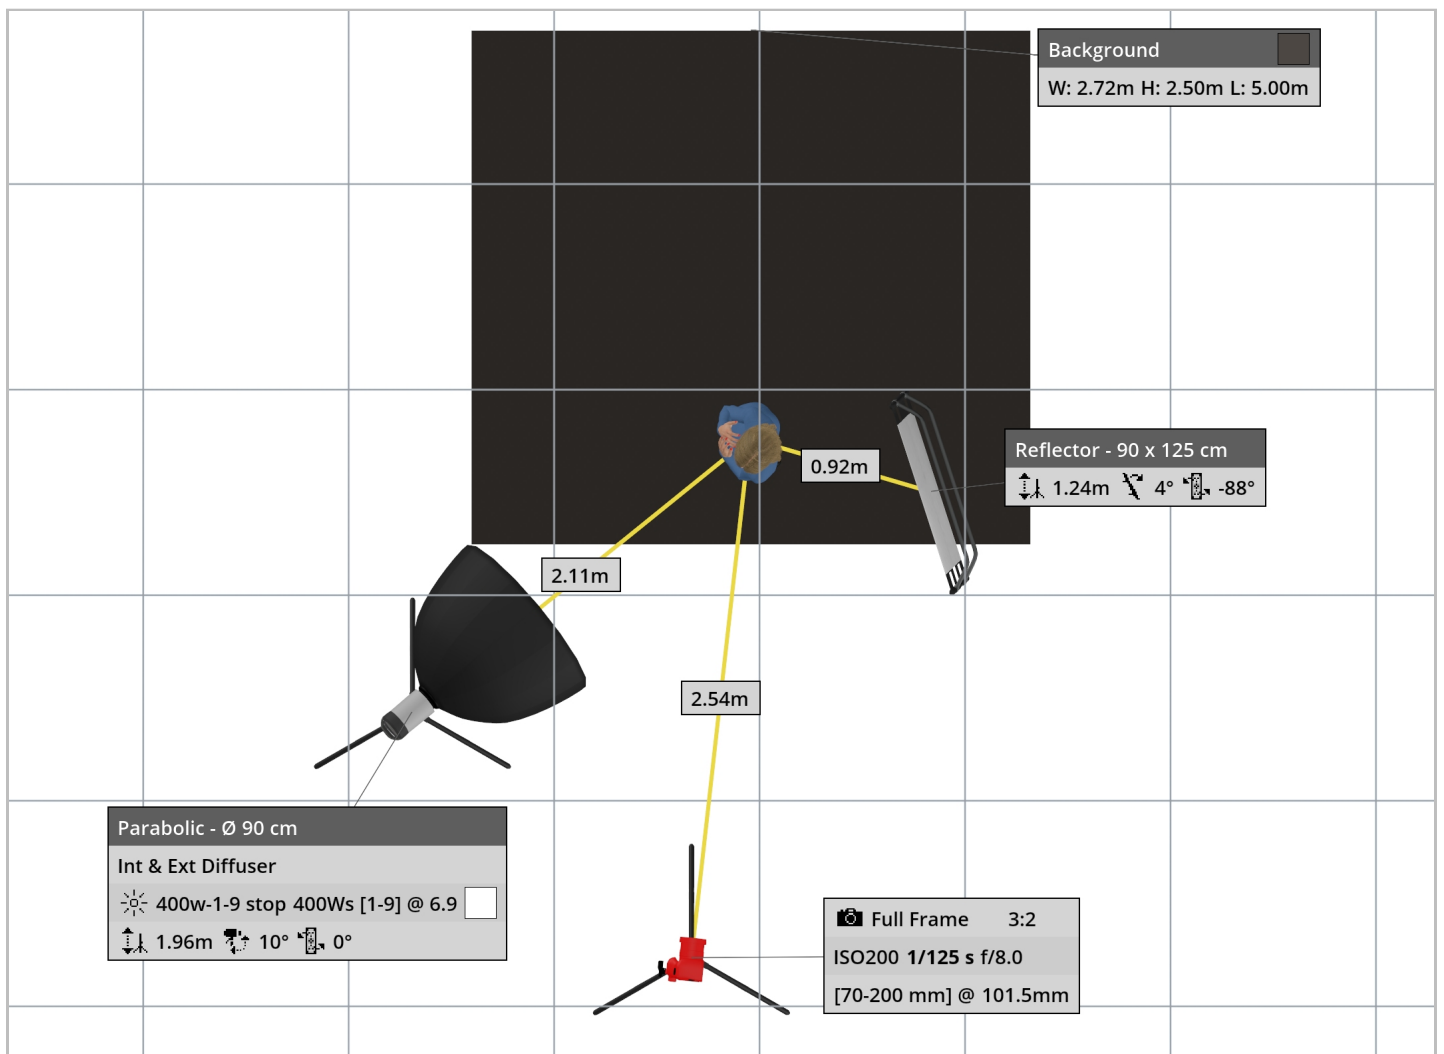 Background
W: 2.72m H: 2.50m L: 5.00m
0.92m
Reflector - 90 x 125 cm
1.24m 4° -88°
2.11m
2.54m
Parabolic - Ø 90 cm
Int & Ext Diffuser
400w-1-9 stop 400Ws [1-9] @ 6.9
1.96m 10° 0°
Full Frame 3:2
ISO200 1/125 s f/8.0
[70-200 mm] @ 101.5mm